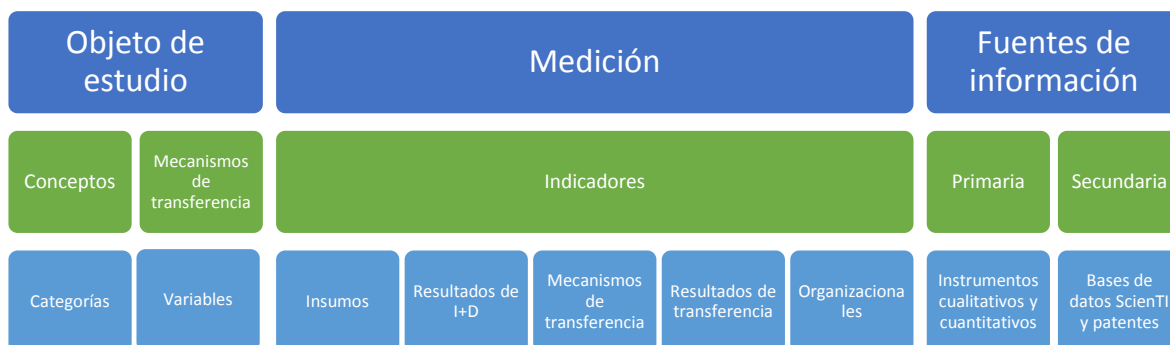 Objeto de
estudio
Medición
Fuentes de
información
Conceptos
Mecanismos
de
transferencia
Indicadores
Primaria
Secundaria
Categorías
Variables
Insumos
Resultados de
I+D
Mecanismos
de
transferencia
Resultados de
transferencia
Organizaciona
les
Instrumentos
cualitativos y
cuantitativos
Bases de
datos ScienTI
y patentes